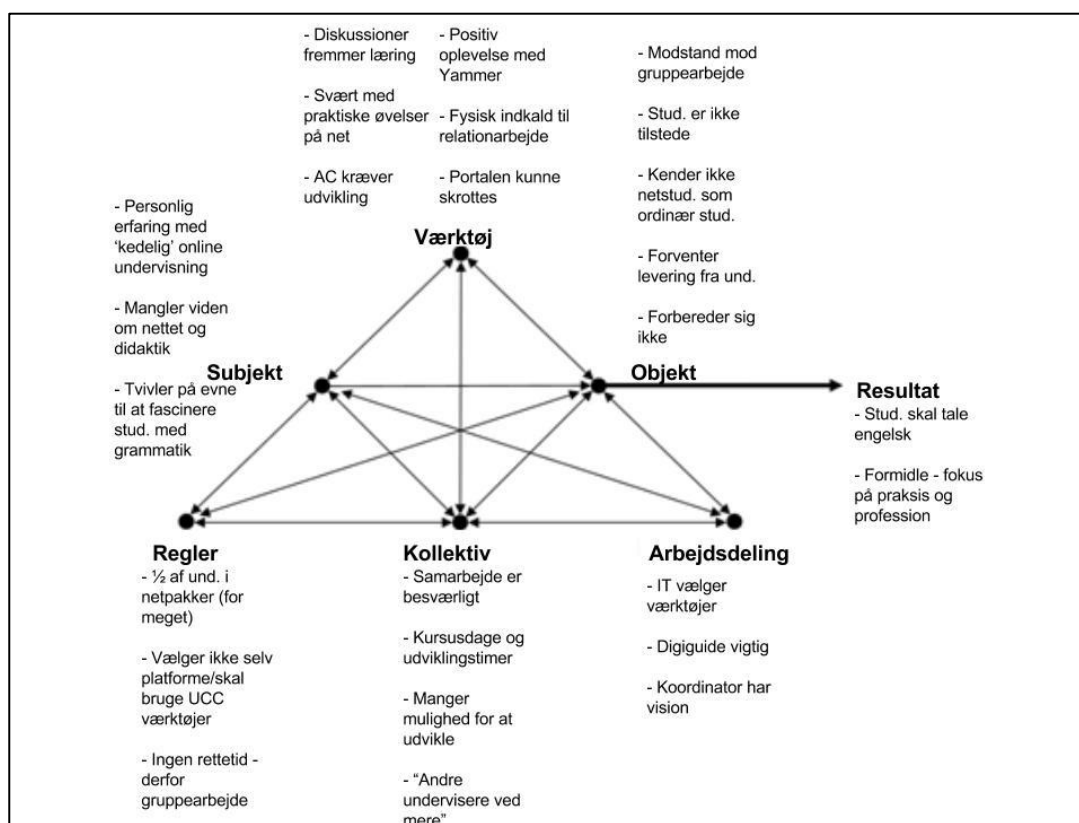 - Diskussioner
fremmer læring
- Svært med
praktiske øvelser
på net
- AC kræver
udvikling
- Positiv
oplevelse med
Yammer
- Fysisk indkald til
relationarbejde
- Portalen kunne
skrottes
- Modstand mod
gruppearbejde
- Stud. er ikke
tilstede
- Kender ikke
netstud. som
ordinær stud.
- Forventer
levering fra und.
- Forbereder sig
ikke
- Personlig
erfaring med
‘kedelig’ online
undervisning
- Mangler viden
om nettet og
didaktik
- Tvivler på evne
til at fascinere
stud. med
grammatik
Værktøj
Subjekt
Objekt
Resultat
- Stud. skal tale
engelsk
- Formidle - fokus
på praksis og
profession
Regler
- ½ af und. i
netpakker (for
meget)
- Vælger ikke selv
platforme/skal
bruge UCC
værktøjer
- Ingen rettetid -
derfor
gruppearbejde
Kollektiv
- Samarbejde er
besværligt
- Kursusdage og
udviklingstimer
- Manger
mulighed for at
udvikle
- “Andre
undervisere ved
mere”
Arbejdsdeling
- IT vælger
værktøjer
- Digiguide vigtig
- Koordinator har
vision